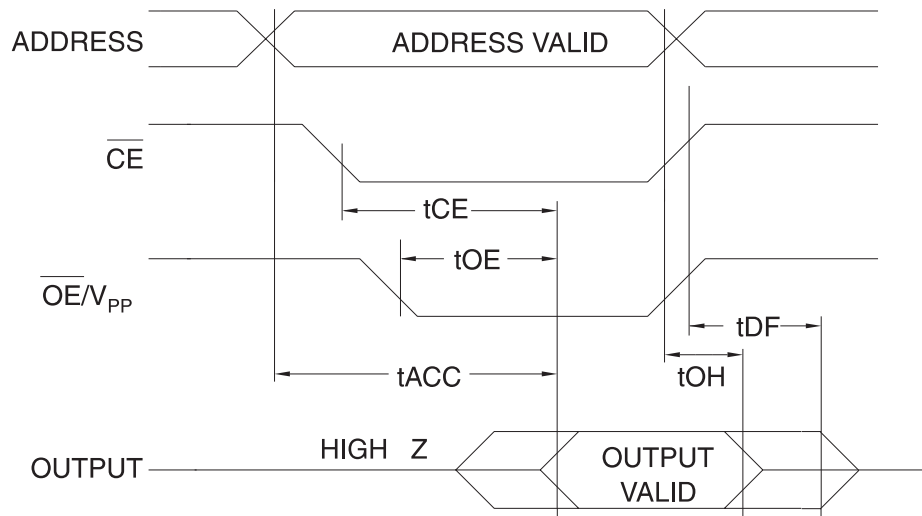 ADDRESS
ADDRESS VALID
CE
tCE
tOE
OE/VPP
tDF
tACC
tOH
HIGH Z
OUTPUT
OUTPUT
VALID